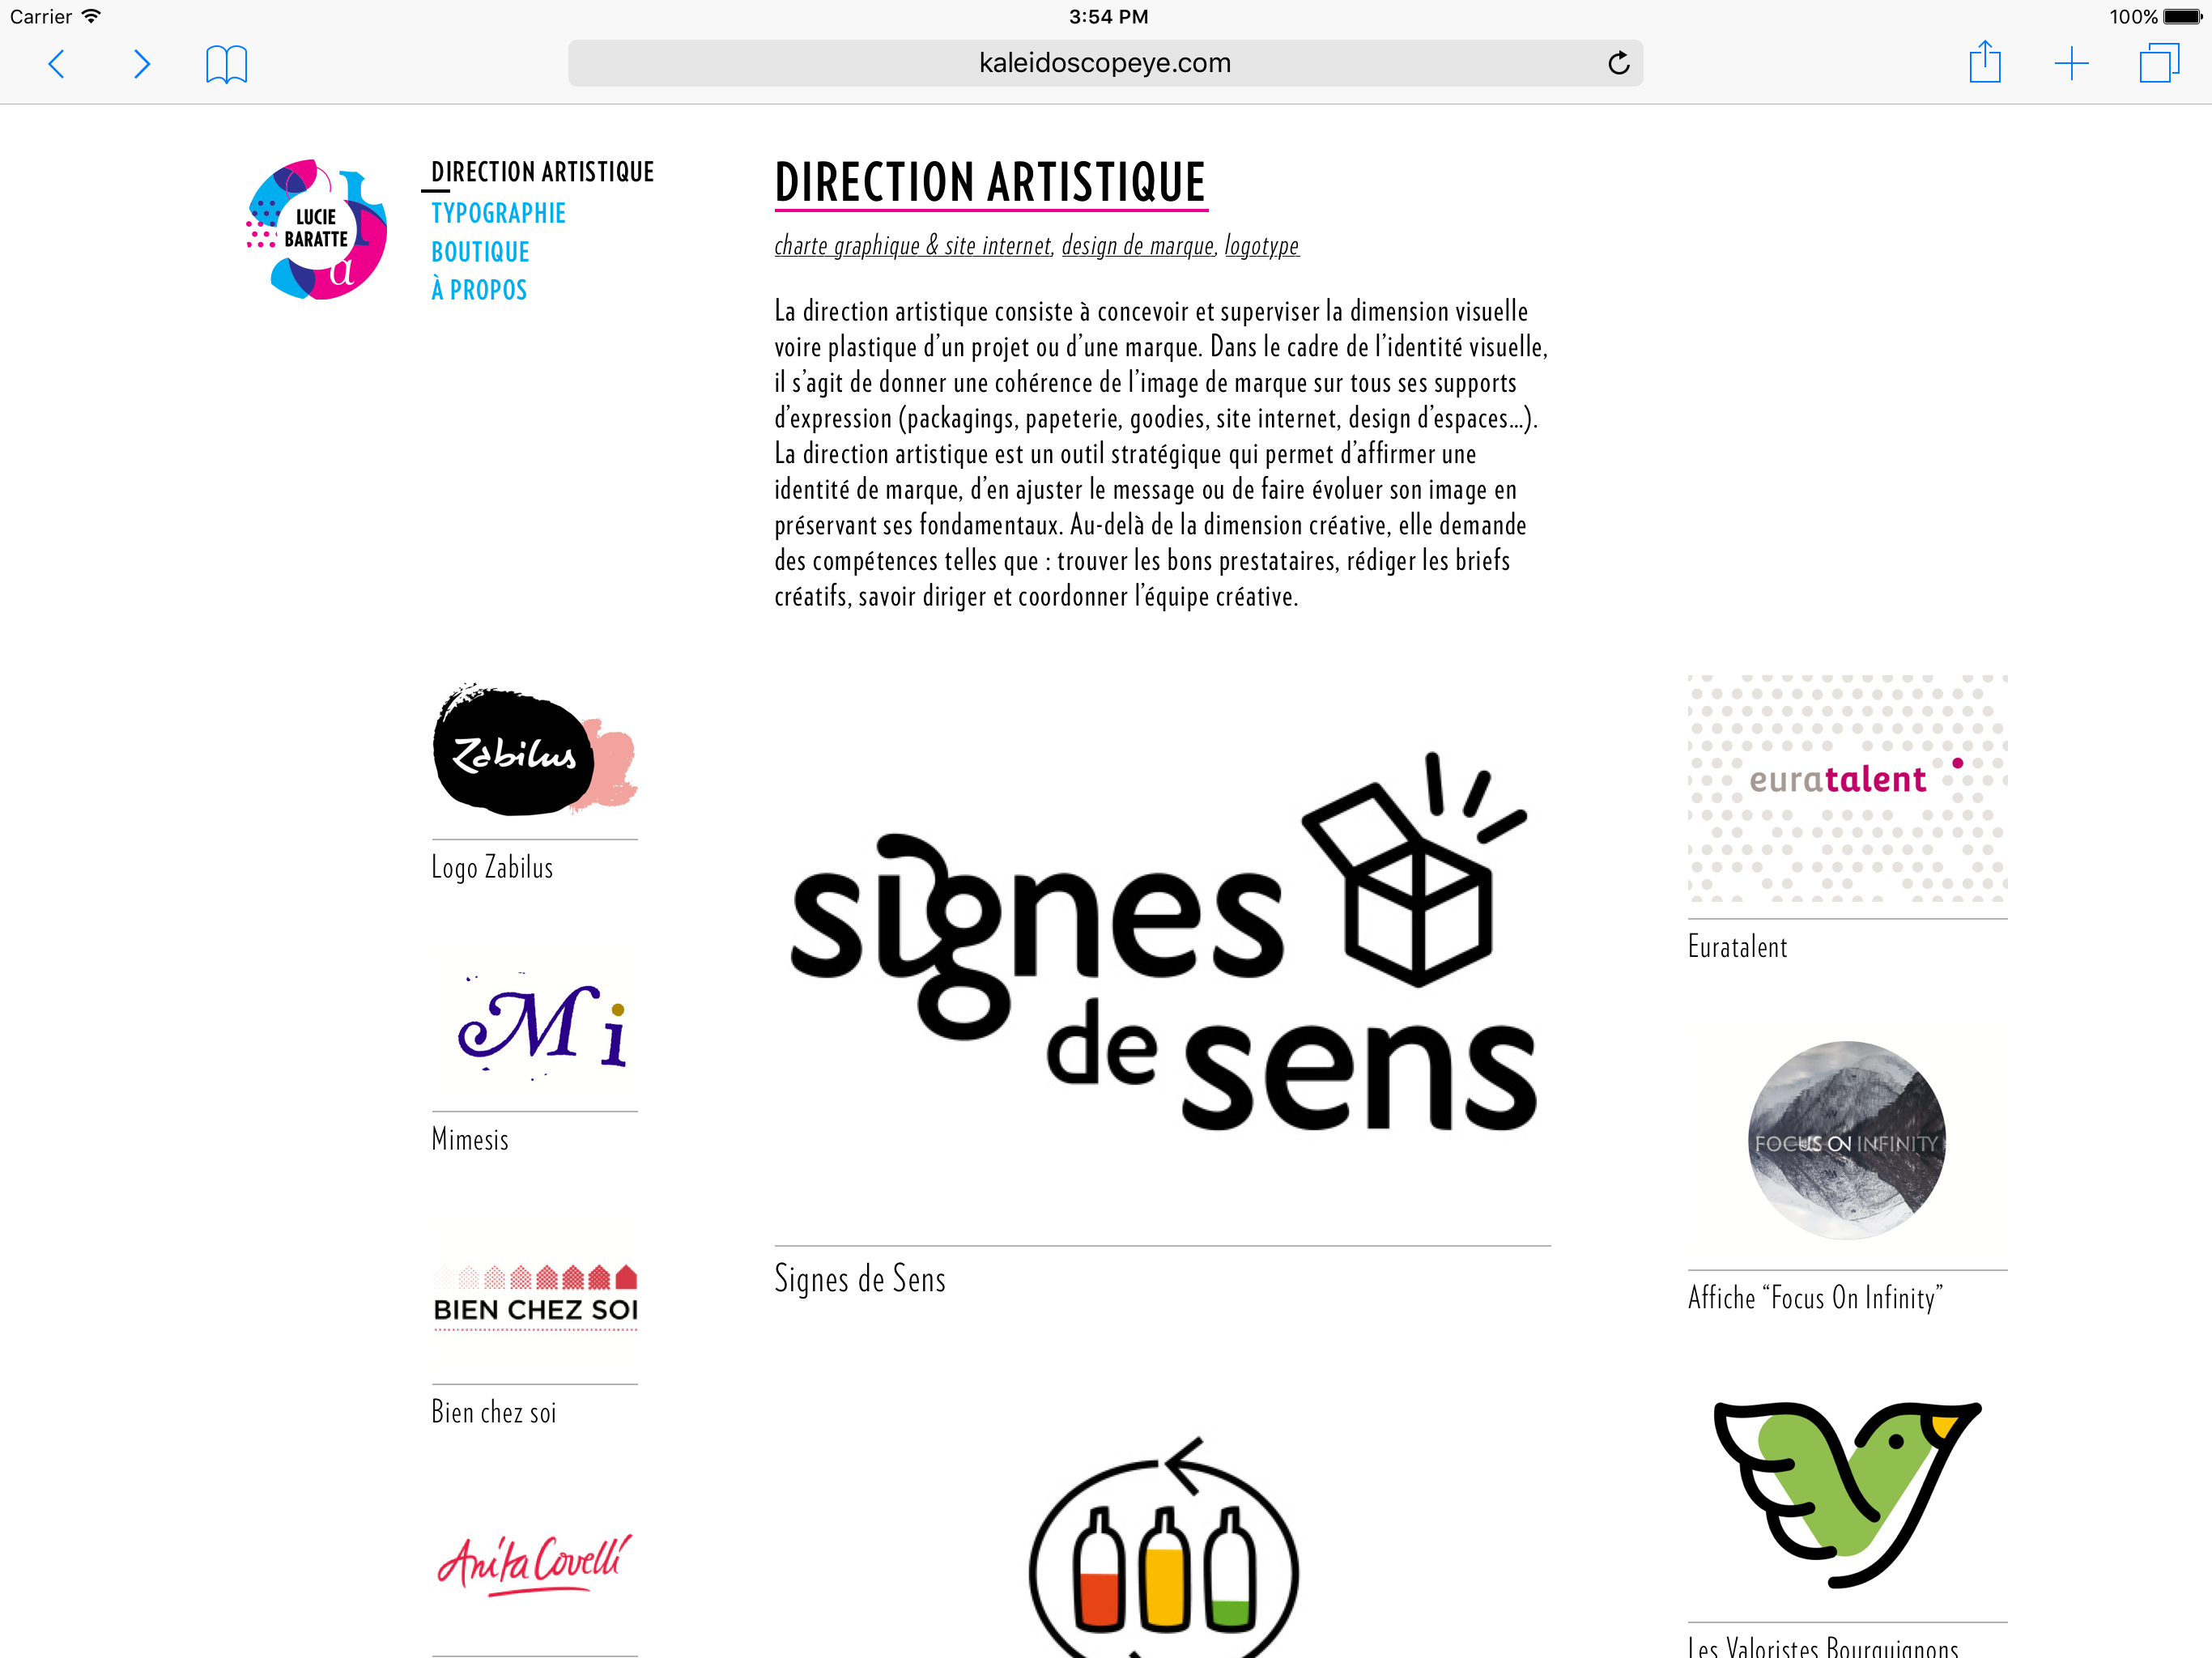 Carrier
3:54 PM
100%
kaleidoscopeye.com
LUCIE
BARATTE
DIRECTION ARTISTIQUE
TYPOGRAPHIE
BOUTIQUE
À PROPOS
DIRECTION ARTISTIQUE
charte graphique & site internet, design de marque, logotype
La direction artistique consiste à concevoir et superviser la dimension visuelle
voire plastique d’un projet ou d’une marque. Dans le cadre de l’identité visuelle,
il s’agit de donner une cohérence de l’image de marque sur tous ses supports
d’expression (packagings, papeterie, goodies, site internet, design d’espaces…).
La direction artistique est un outil stratégique qui permet d’affirmer une
identité de marque, d’en ajuster le message ou de faire évoluer son image en
préservant ses fondamentaux. Au-delà de la dimension créative, elle demande
des compétences telles que : trouver les bons prestataires, rédiger les briefs
créatifs, savoir diriger et coordonner l’équipe créative.
Zabilus
Logo Zabilus
Mi
Mimesis
BIEN CHEZ SOI
Bien chez soi
Anita Covelli
signes
de sens
Signes de Sens
euratalent
Euratalent
FOCUS ON INFINITY
Affiche “Focus On Infinity”
Les Valoristes Bourguignons